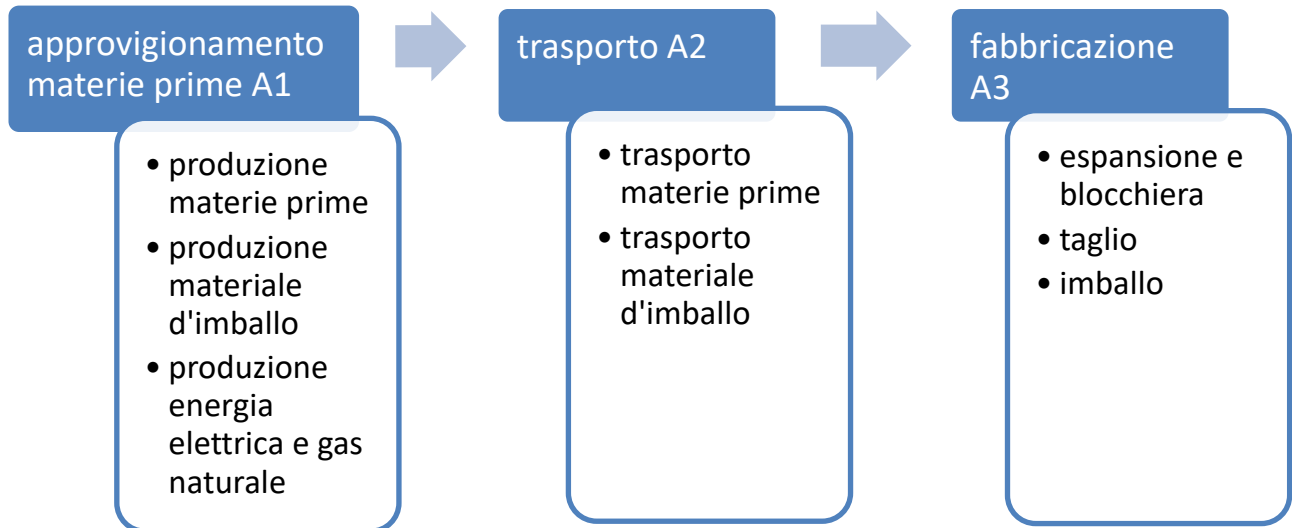 approvigionamento
materie prime A1
• produzione
materie prime
• produzione
materiale
d'imballo
• produzione
energia
elettrica e gas
naturale
trasporto A2
• trasporto
materie prime
• trasporto
materiale
d'imballo
fabbricazione
A3
• espansione e
blocchiera
• taglio
• imballo